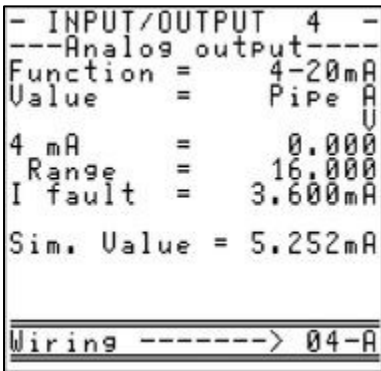 - INPUT/OUTPUT 4 -
---Analog output----
Function = 4-20mA
Value = Pipe A
V
4 mA = 0.000
Range = 16.000
I fault = 3.600mA
Sim. Value = 5.252mA
Wiring -------> 04-A